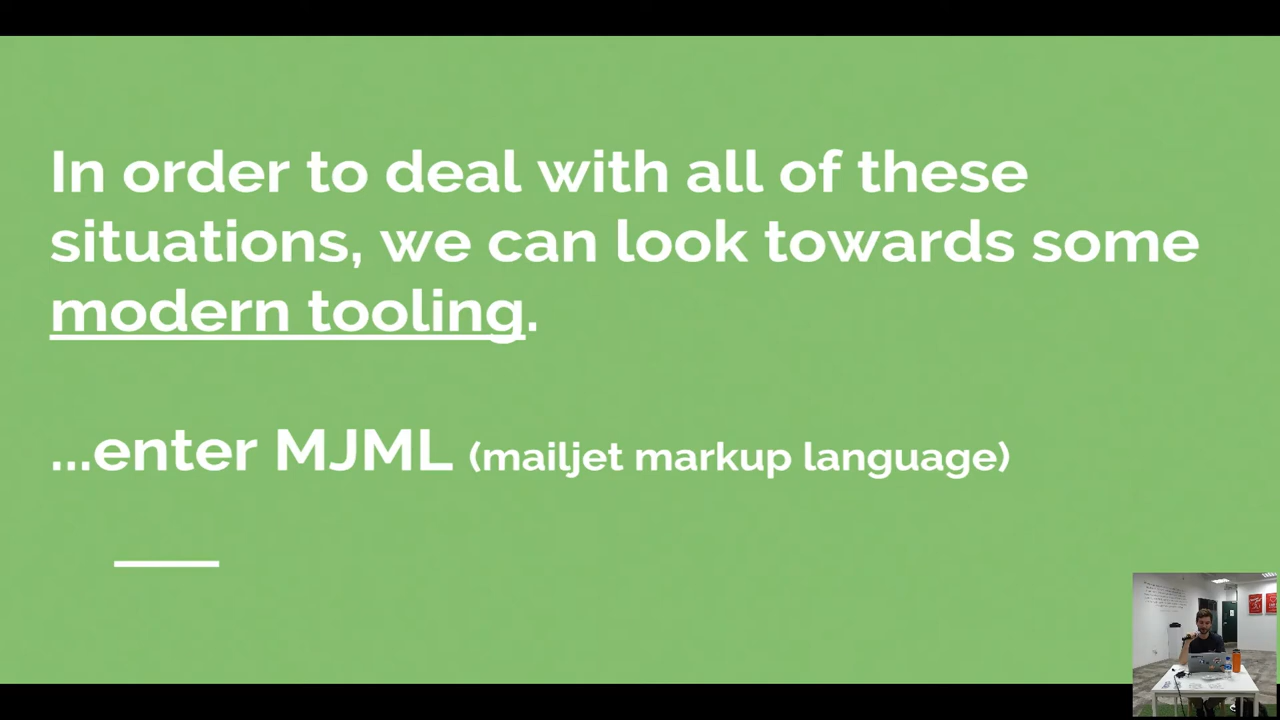 In order to deal with all of these
situations, we can look towards some
modern tooling.
...enter MJML (mailjet markup language)